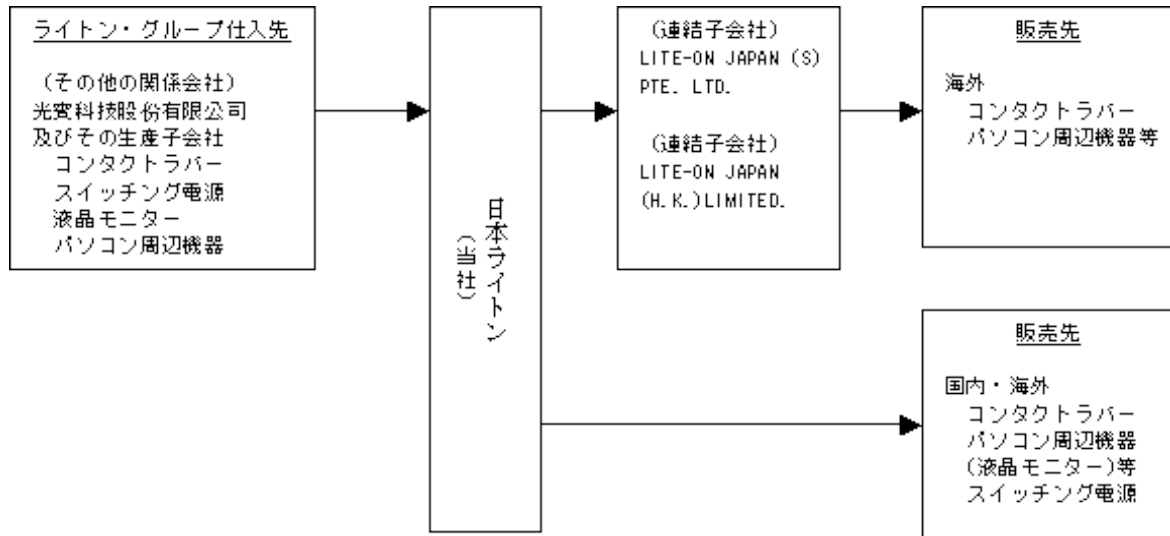 ライトン・グループ仕入先
(その他の関係会社)
光寶科技股份有限公司
及びその生産子会社
コンタクトラバー
スイッチング電源
液晶モニター
パソコン周辺機器
日本ライトン
(当社)
(連結子会社)
LITE-ON JAPAN (S)
PTE. LTD.
(連結子会社)
LITE-ON JAPAN
(H.K.)LIMITED.
販売先
海外
コンタクトラバー
パソコン周辺機器等
販売先
国内・海外
コンタクトラバー
パソコン周辺機器
(液晶モニター)等
スイッチング電源